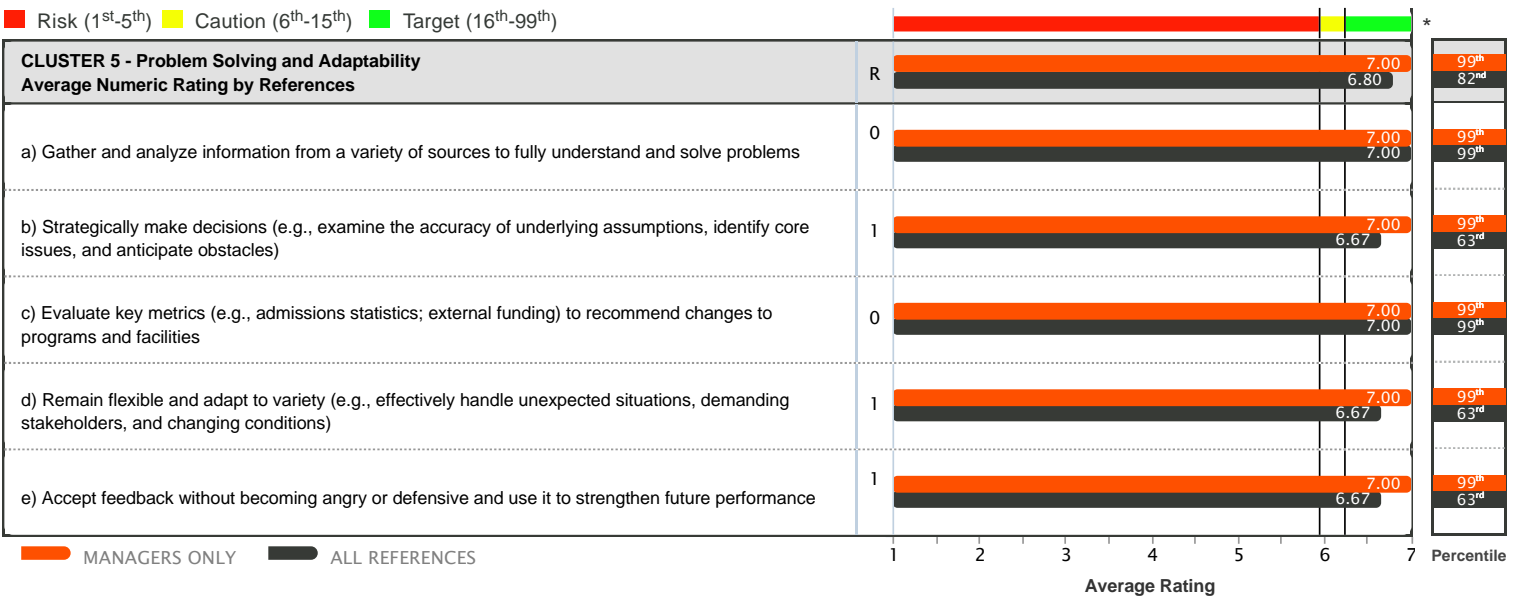 Risk (1st-5th) Caution (6th-15th) Target (16th-99th)
*
CLUSTER 5 - Problem Solving and Adaptability
Average Numeric Rating by References
R
7.00
6.80
99th
82nd
a) Gather and analyze information from a variety of sources to fully understand and solve problems
0
7.00
7.00
99th
99th
b) Strategically make decisions (e.g., examine the accuracy of underlying assumptions, identify core
issues, and anticipate obstacles)
1
7.00
6.67
99th
63rd
c) Evaluate key metrics (e.g., admissions statistics; external funding) to recommend changes to
programs and facilities
0
7.00
7.00
99th
99th
d) Remain flexible and adapt to variety (e.g., effectively handle unexpected situations, demanding
stakeholders, and changing conditions)
1
7.00
6.67
99th
63rd
e) Accept feedback without becoming angry or defensive and use it to strengthen future performance
1
7.00
6.67
99th
63rd
MANAGERS ONLY ALL REFERENCES
1 2 3 4 5 6 7 Percentile
Average Rating